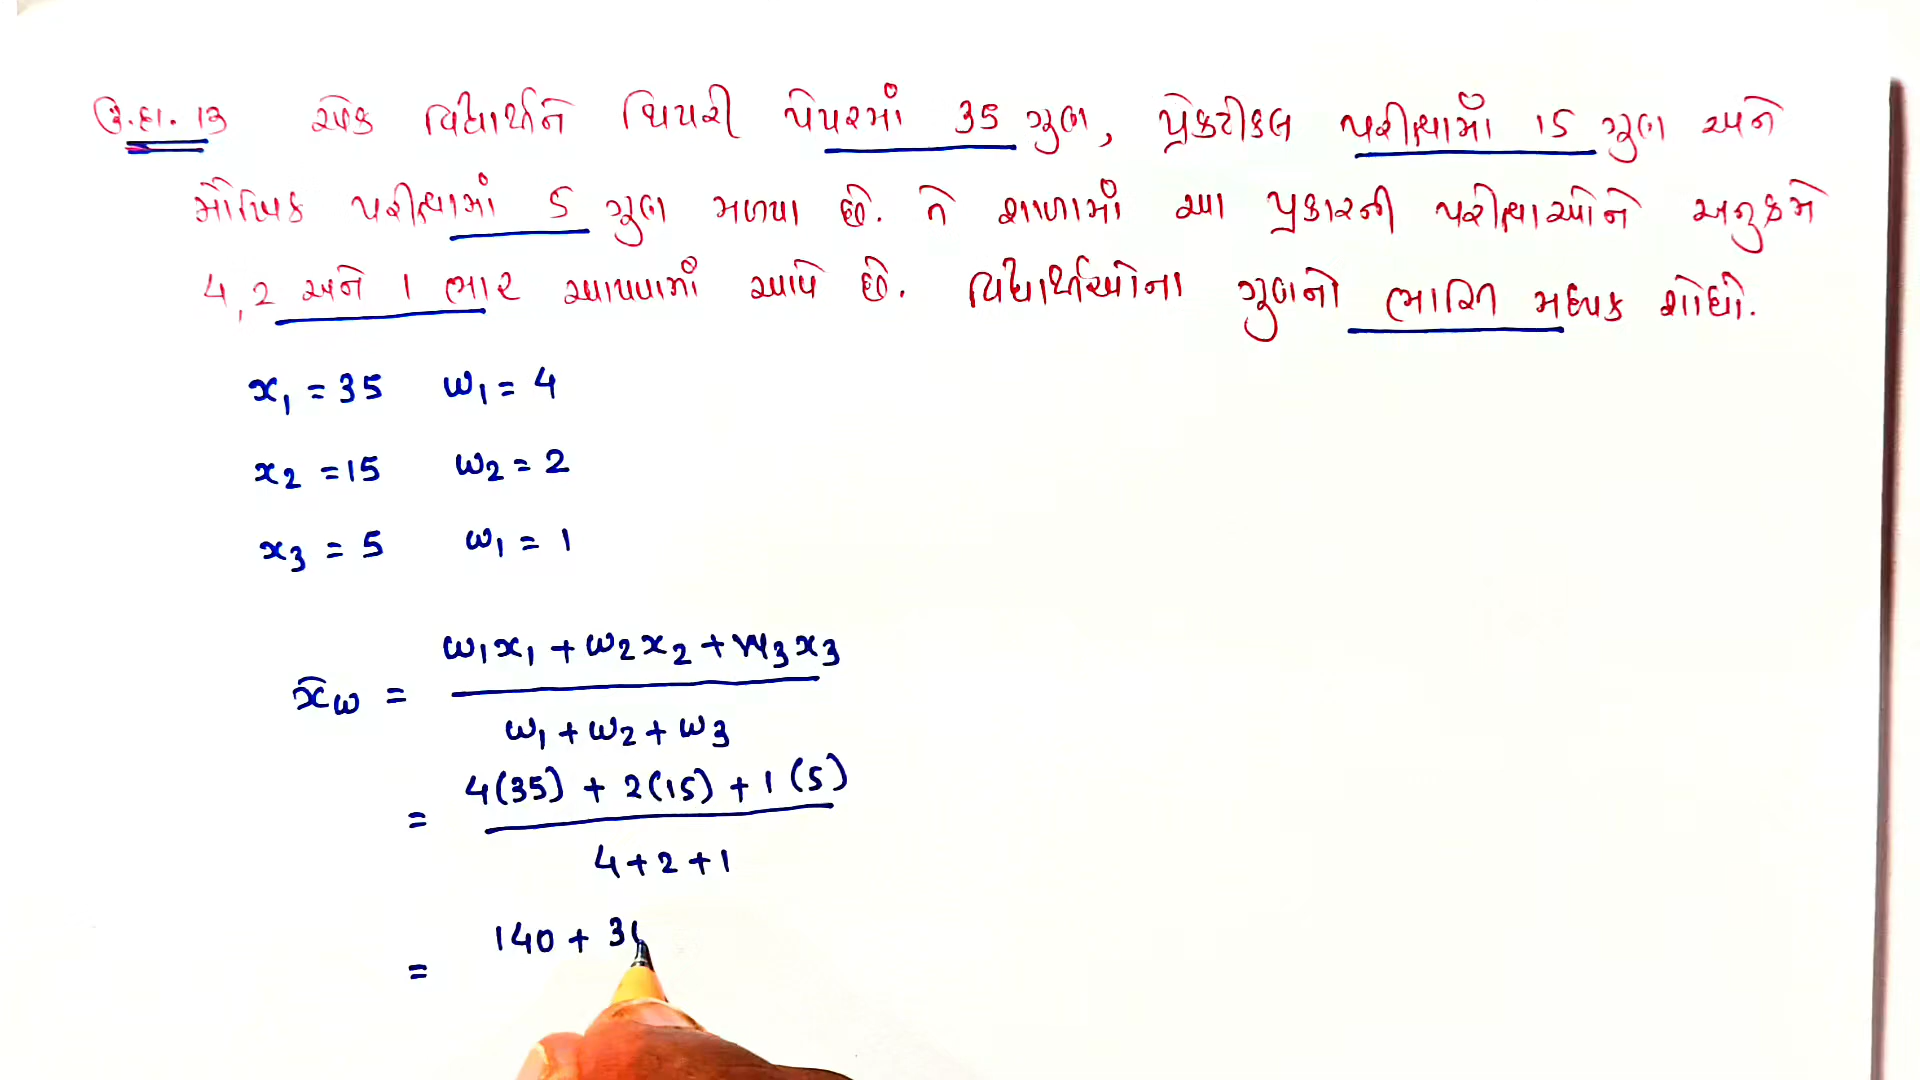 ઉ.દા. 13 એક વિદ્યાર્થીને થિયરી પેપરમાં 35 ગુણ, પ્રેકટીકલ પરીક્ષામાં 15 ગુણ અને
મૌખિક પરીક્ષામાં 5 ગુણ મળ્યા છે. તે શાળામાં આ પ્રકારની પરીક્ષાઓને અનુક્રમે
4, 2 અને 1 ભાર આપવામાં આવે છે. વિદ્યાર્થીઓના ગુણનો ભારિત મધ્યક શોધો.
x₁ = 35 w₁ = 4
x₂ = 15 w₂ = 2
x₃ = 5 w₁ = 1
w₁x₁ + w₂x₂ + w₃x₃
x̄w =
w₁ + w₂ + w₃
4(35) + 2(15) + 1(5)
=
4 + 2 + 1
140 + 3
=